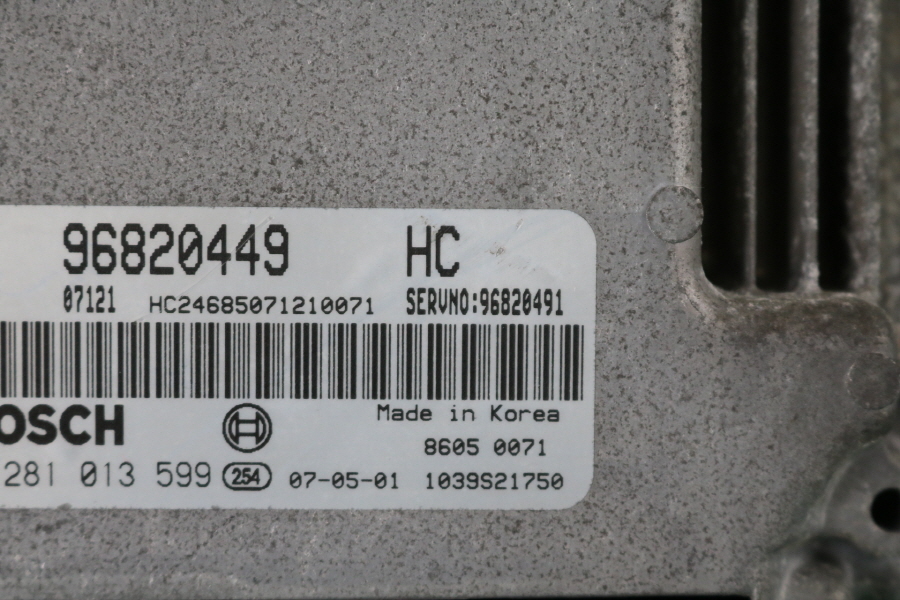 96820449 HC
07121 HC24685071210071 SERVNO:96820491
OSCH
Made in Korea
8605 0071
281 013 599 254 07-05-01 1039S21750